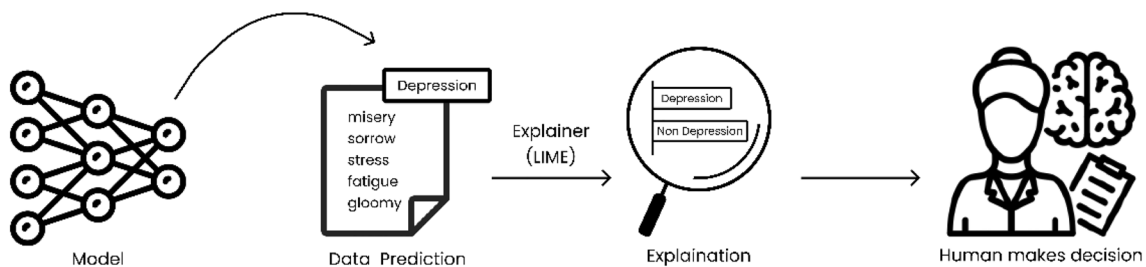 Depression
misery
sorrow
stress
fatigue
gloomy
Explainer
(LIME)
Depression
Non Depression
Model
Data Prediction
Explaination
Human makes decision